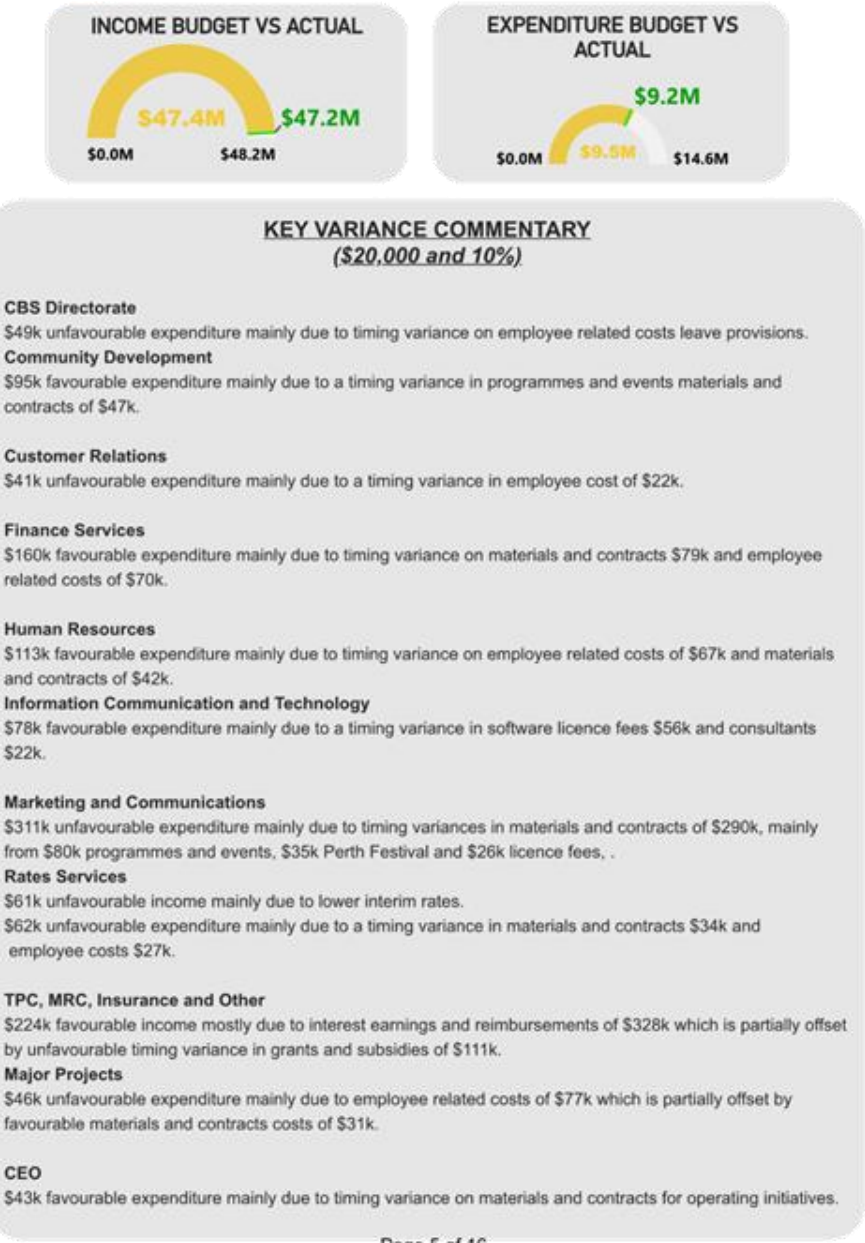 INCOME BUDGET VS ACTUAL
$47.4M
$47.2M
$0.0M
$48.2M
EXPENDITURE BUDGET VS
ACTUAL
$9.2M
$0.0M
$9.5M
$14.6M
KEY VARIANCE COMMENTARY
($20,000 and 10%)
CBS Directorate
$49k unfavourable expenditure mainly due to timing variance on employee related costs leave provisions.
Community Development
$95k favourable expenditure mainly due to a timing variance in programmes and events materials and
contracts of $47k.
Customer Relations
$41k unfavourable expenditure mainly due to a timing variance in employee cost of $22k.
Finance Services
$160k favourable expenditure mainly due to timing variance on materials and contracts $79k and employee
related costs of $70k.
Human Resources
$113k favourable expenditure mainly due to timing variance on employee related costs of $67k and materials
and contracts of $42k.
Information Communication and Technology
$78k favourable expenditure mainly due to a timing variance in software licence fees $56k and consultants
$22k.
Marketing and Communications
$311k unfavourable expenditure mainly due to timing variances in materials and contracts of $290k, mainly
from $80k programmes and events, $35k Perth Festival and $26k licence fees, .
Rates Services
$61k unfavourable income mainly due to lower interim rates.
$62k unfavourable expenditure mainly due to a timing variance in materials and contracts $34k and
employee costs $27k.
TPC, MRC, Insurance and Other
$224k favourable income mostly due to interest earnings and reimbursements of $328k which is partially offset
by unfavourable timing variance in grants and subsidies of $111k.
Major Projects
$46k unfavourable expenditure mainly due to employee related costs of $77k which is partially offset by
favourable materials and contracts costs of $31k.
CEO
$43k favourable expenditure mainly due to timing variance on materials and contracts for operating initiatives.
Page 5 of 16